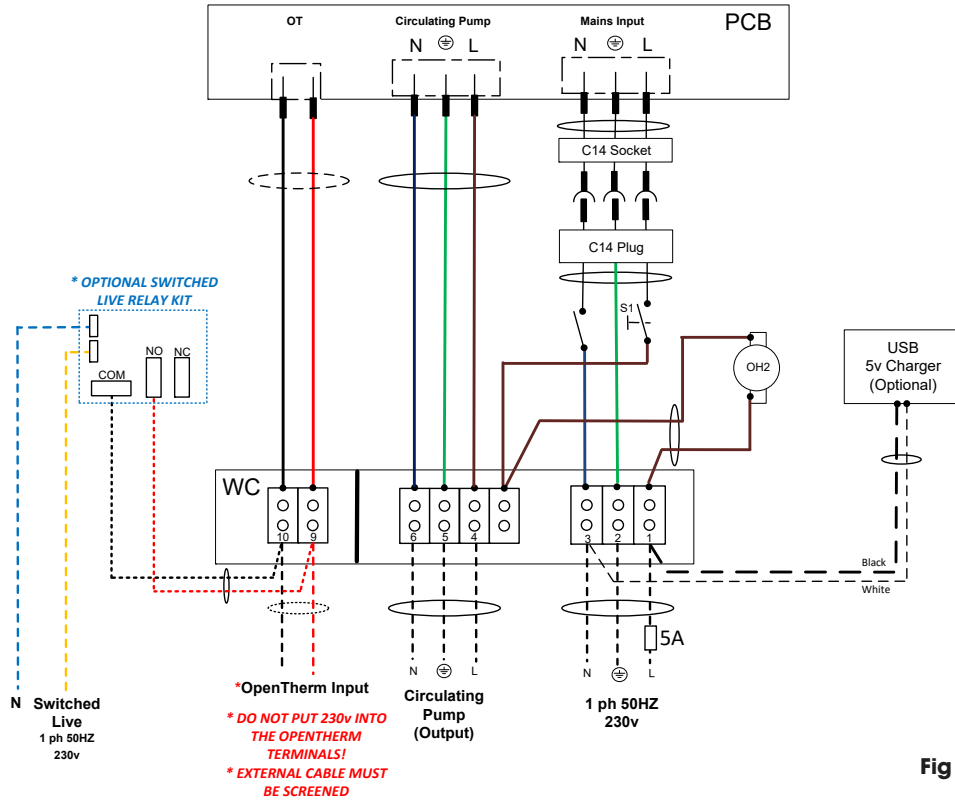 PCB
OT
Circulating Pump
Mains Input
N L
N L
C14 Socket
C14 Plug
S1
* OPTIONAL SWITCHED
LIVE RELAY KIT
NO
NC
COM
OH2
USB
5v Charger
(Optional)
WC
10
9
6
5
4
3
2
1
Black
White
5A
N
L
N
L
*OpenTherm Input
* DO NOT PUT 230v INTO
THE OPENTHERM
TERMINALS!
* EXTERNAL CABLE MUST
BE SCREENED
Circulating
Pump
(Output)
1 ph 50HZ
230v
N
Switched
Live
1 ph 50HZ
230v
Fig